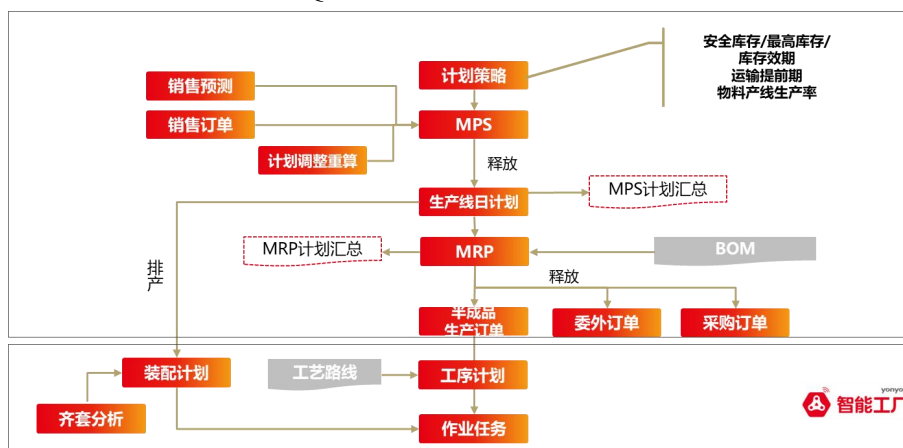 安全库存/最高库存/
库存效期
运输提前期
物料产线生产率
计划策略
销售预测
销售订单
MPS
计划调整重算
释放
MPS计划汇总
生产线日计划
MRP计划汇总
MRP
BOM
排产
释放
半成品
生产订单
委外订单
采购订单
装配计划
工艺路线
工序计划
齐套分析
作业任务
yonyo
智能工厂